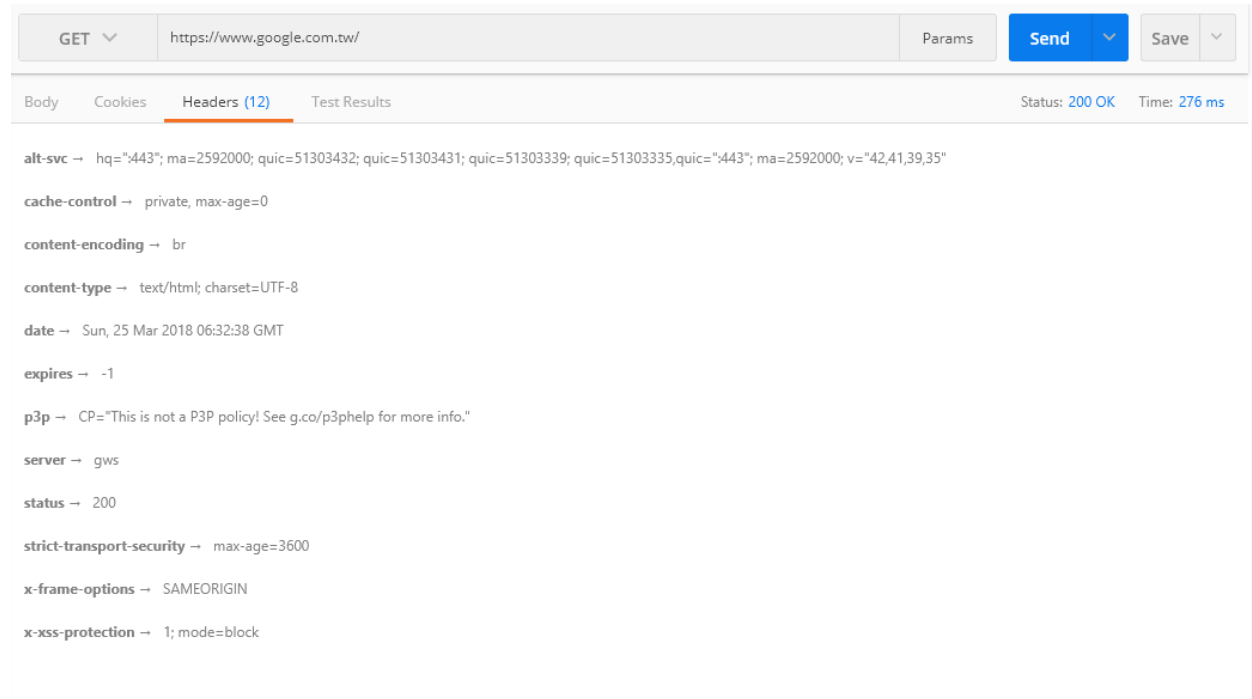 GET https://www.google.com.tw/ Params Send Save
Body Cookies Headers (12) Test Results Status: 200 OK Time: 276 ms
alt-svc → hq=":443"; ma=2592000; quic=51303432; quic=51303431; quic=51303339; quic=51303335,quic=":443"; ma=2592000; v="42,41,39,35"
cache-control → private, max-age=0
content-encoding → br
content-type → text/html; charset=UTF-8
date → Sun, 25 Mar 2018 06:32:38 GMT
expires → -1
p3p → CP="This is not a P3P policy! See g.co/p3phelp for more info."
server → gws
status → 200
strict-transport-security → max-age=3600
x-frame-options → SAMEORIGIN
x-xss-protection → 1; mode=block